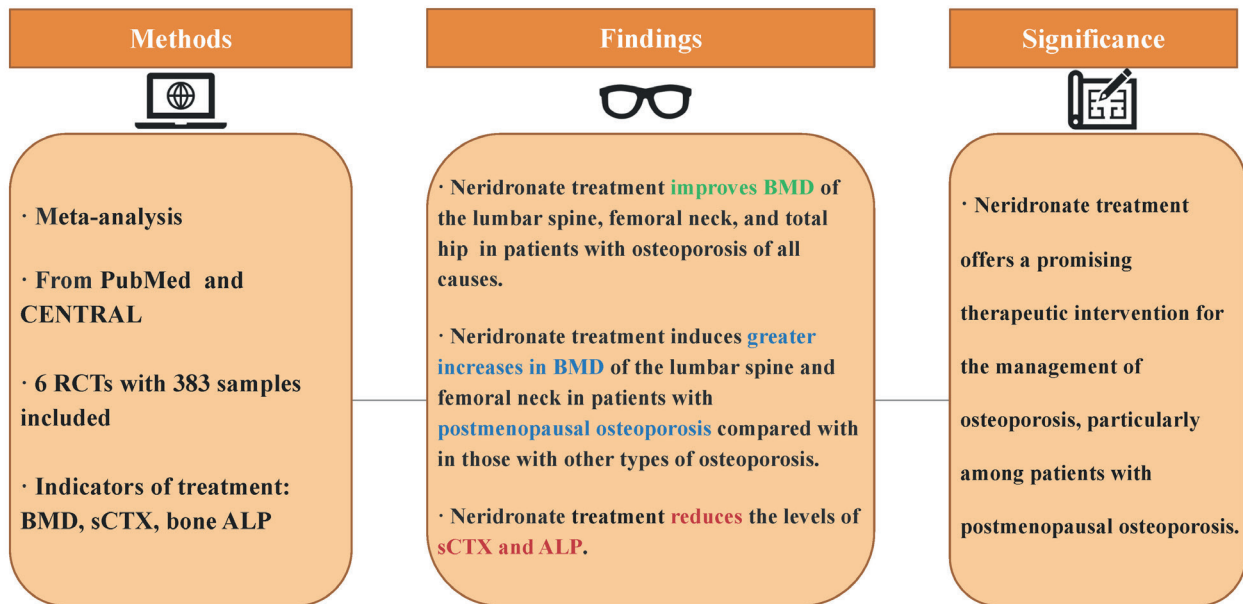 Methods
· Meta-analysis
· From PubMed and
CENTRAL
· 6 RCTs with 383 samples
included
· Indicators of treatment:
BMD, sCTX, bone ALP
Findings
· Neridronate treatment improves BMD of
the lumbar spine, femoral neck, and total
hip in patients with osteoporosis of all
causes.
· Neridronate treatment induces greater
increases in BMD of the lumbar spine and
femoral neck in patients with
postmenopausal osteoporosis compared with
in those with other types of osteoporosis.
· Neridronate treatment reduces the levels of
sCTX and ALP.
Significance
· Neridronate treatment
offers a promising
therapeutic intervention for
the management of
osteoporosis, particularly
among patients with
postmenopausal osteoporosis.